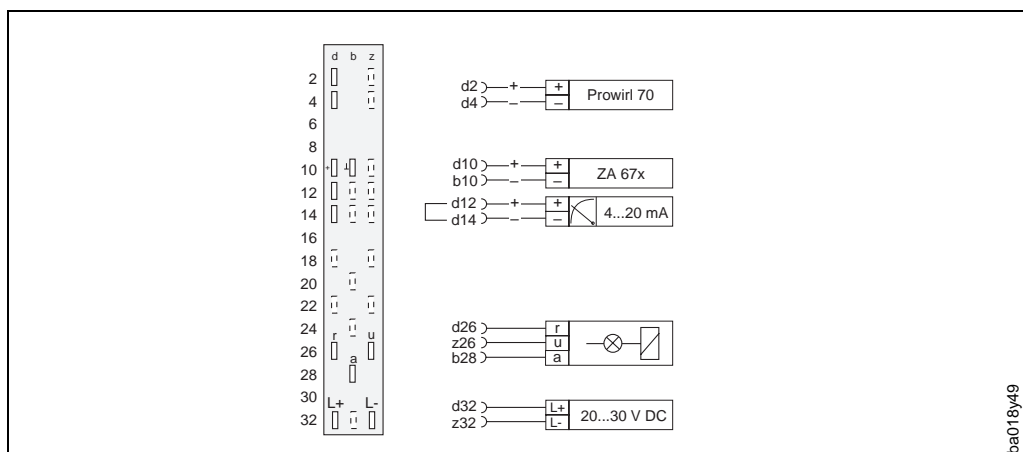 d b z
2
4
6
8
10 + ⊥
12
14
16
18
20
22
24
r u
26
a
28
30
L+ L-
32
d2 + + Prowirl 70
d4 – –
d10 + + ZA 67x
b10 – –
d12 + + 4...20 mA
d14 – –
d26 r
z26 u
b28 a
d32 L+ 20...30 V DC
z32 L-
ba018y49